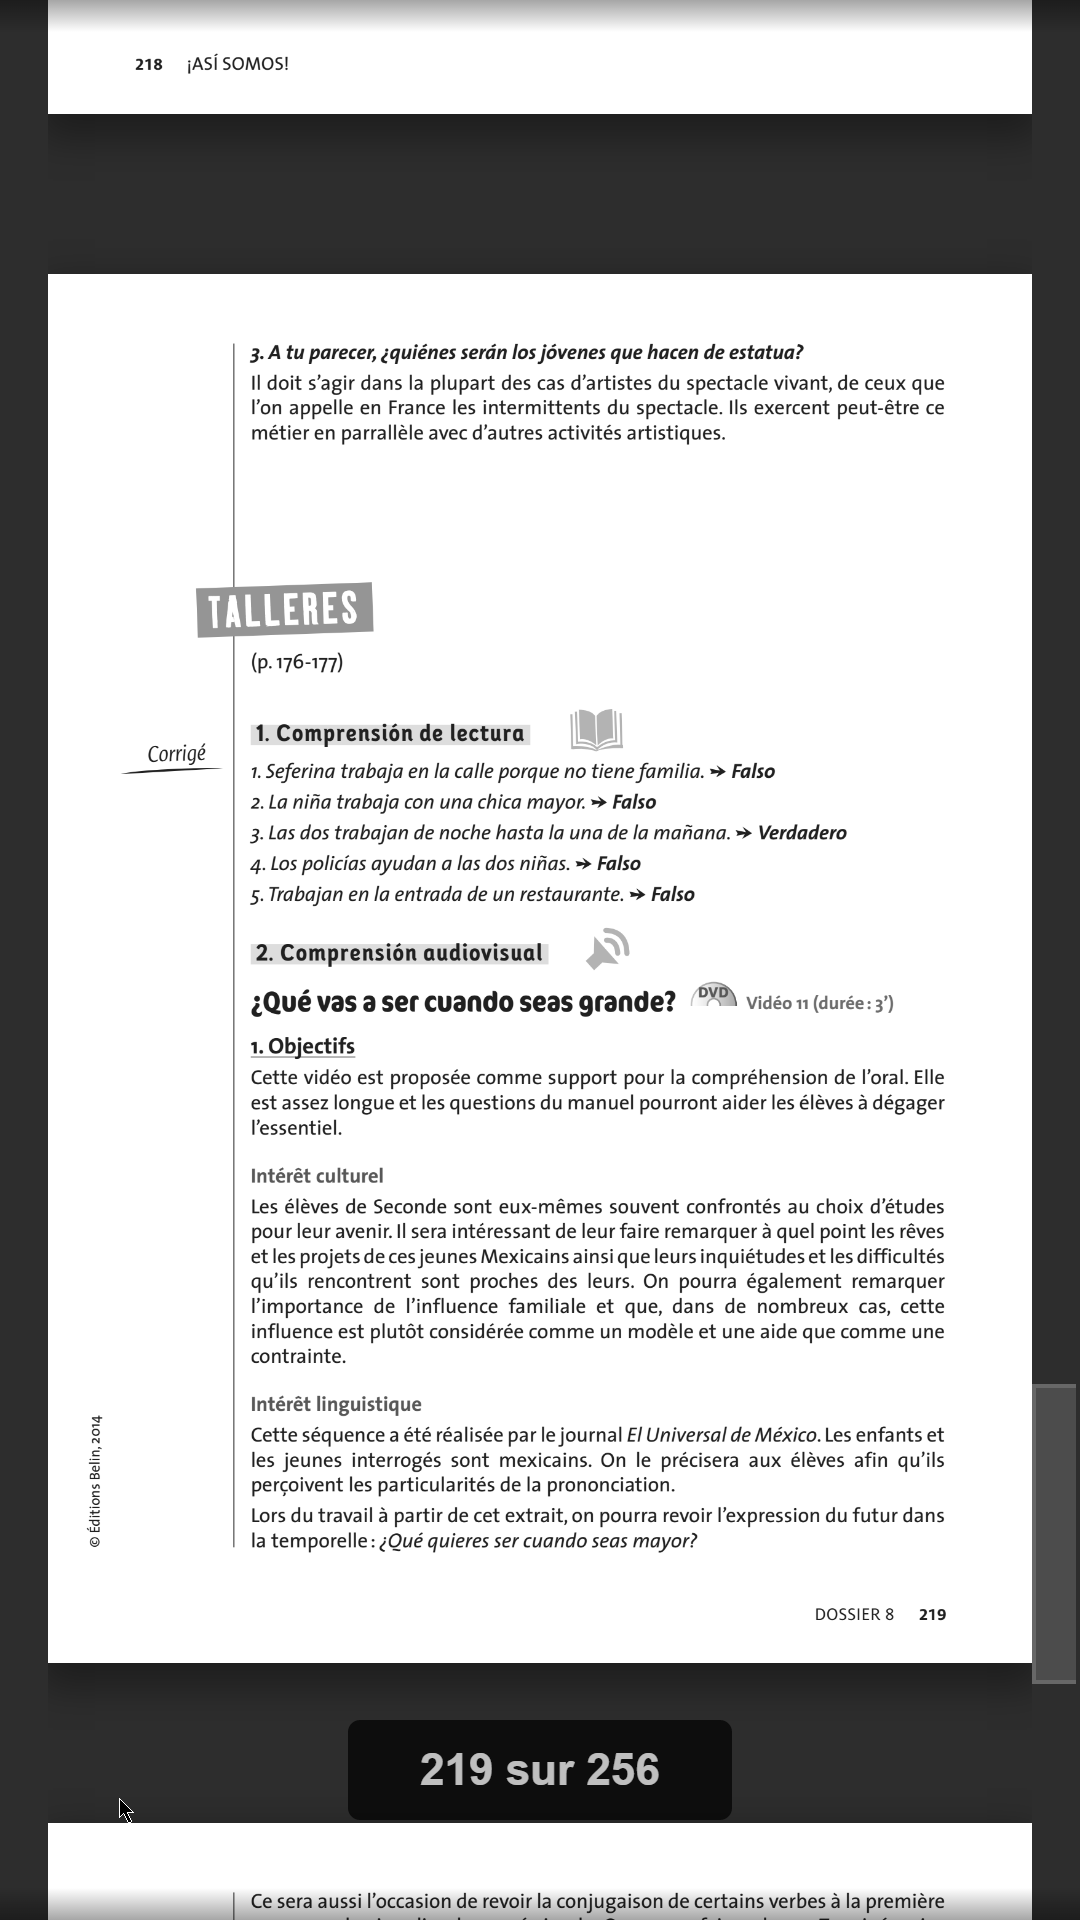 218 ¡ASÍ SOMOS!
3. A tu parecer, ¿quiénes serán los jóvenes que hacen de estatua?
Il doit s’agir dans la plupart des cas d’artistes du spectacle vivant, de ceux que
l’on appelle en France les intermittents du spectacle. Ils exercent peut-être ce
métier en parrallèle avec d’autres activités artistiques.
TALLERES
(p. 176-177)
1. Comprensión de lectura
Corrigé
1. Seferina trabaja en la calle porque no tiene familia. ➛ Falso
2. La niña trabaja con una chica mayor. ➛ Falso
3. Las dos trabajan de noche hasta la una de la mañana. ➛ Verdadero
4. Los policías ayudan a las dos niñas. ➛ Falso
5. Trabajan en la entrada de un restaurante. ➛ Falso
2. Comprensión audiovisual
¿Qué vas a ser cuando seas grande? DVD Vidéo 11 (durée : 3’)
1. Objectifs
Cette vidéo est proposée comme support pour la compréhension de l’oral. Elle
est assez longue et les questions du manuel pourront aider les élèves à dégager
l’essentiel.
Intérêt culturel
Les élèves de Seconde sont eux-mêmes souvent confrontés au choix d’études
pour leur avenir. Il sera intéressant de leur faire remarquer à quel point les rêves
et les projets de ces jeunes Mexicains ainsi que leurs inquiétudes et les difficultés
qu’ils rencontrent sont proches des leurs. On pourra également remarquer
l’importance de l’influence familiale et que, dans de nombreux cas, cette
influence est plutôt considérée comme un modèle et une aide que comme une
contrainte.
Intérêt linguistique
Cette séquence a été réalisée par le journal El Universal de México. Les enfants et
les jeunes interrogés sont mexicains. On le précisera aux élèves afin qu’ils
perçoivent les particularités de la prononciation.
Lors du travail à partir de cet extrait, on pourra revoir l’expression du futur dans
la temporelle : ¿Qué quieres ser cuando seas mayor?
© Éditions Belin, 2014
DOSSIER 8 219
219 sur 256
Ce sera aussi l’occasion de revoir la conjugaison de certains verbes à la première